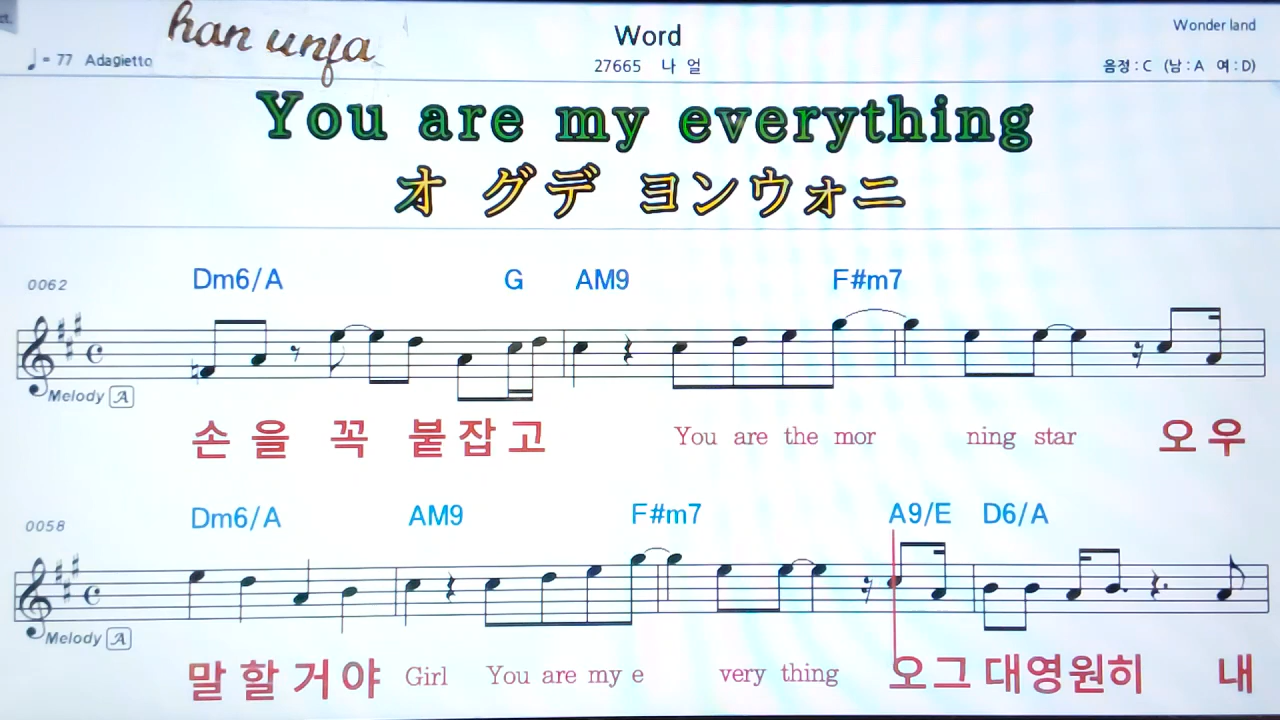 ct.
han unfa
Word
Wonder land
♩= 77 Adagietto
27665 나 얼
음정 : C (남 : A 여 : D)
You are my everything
オ グデ ヨンウォニ
Dm6/A G AM9 F#m7
0062
Melody A
손 을 꼭 붙 잡 고 You are the mor ning star 오 우
Dm6/A AM9 F#m7 A9/E D6/A
0058
Melody A
말 할 거 야 Girl You are my e very thing 오 그 대 영 원 히 내